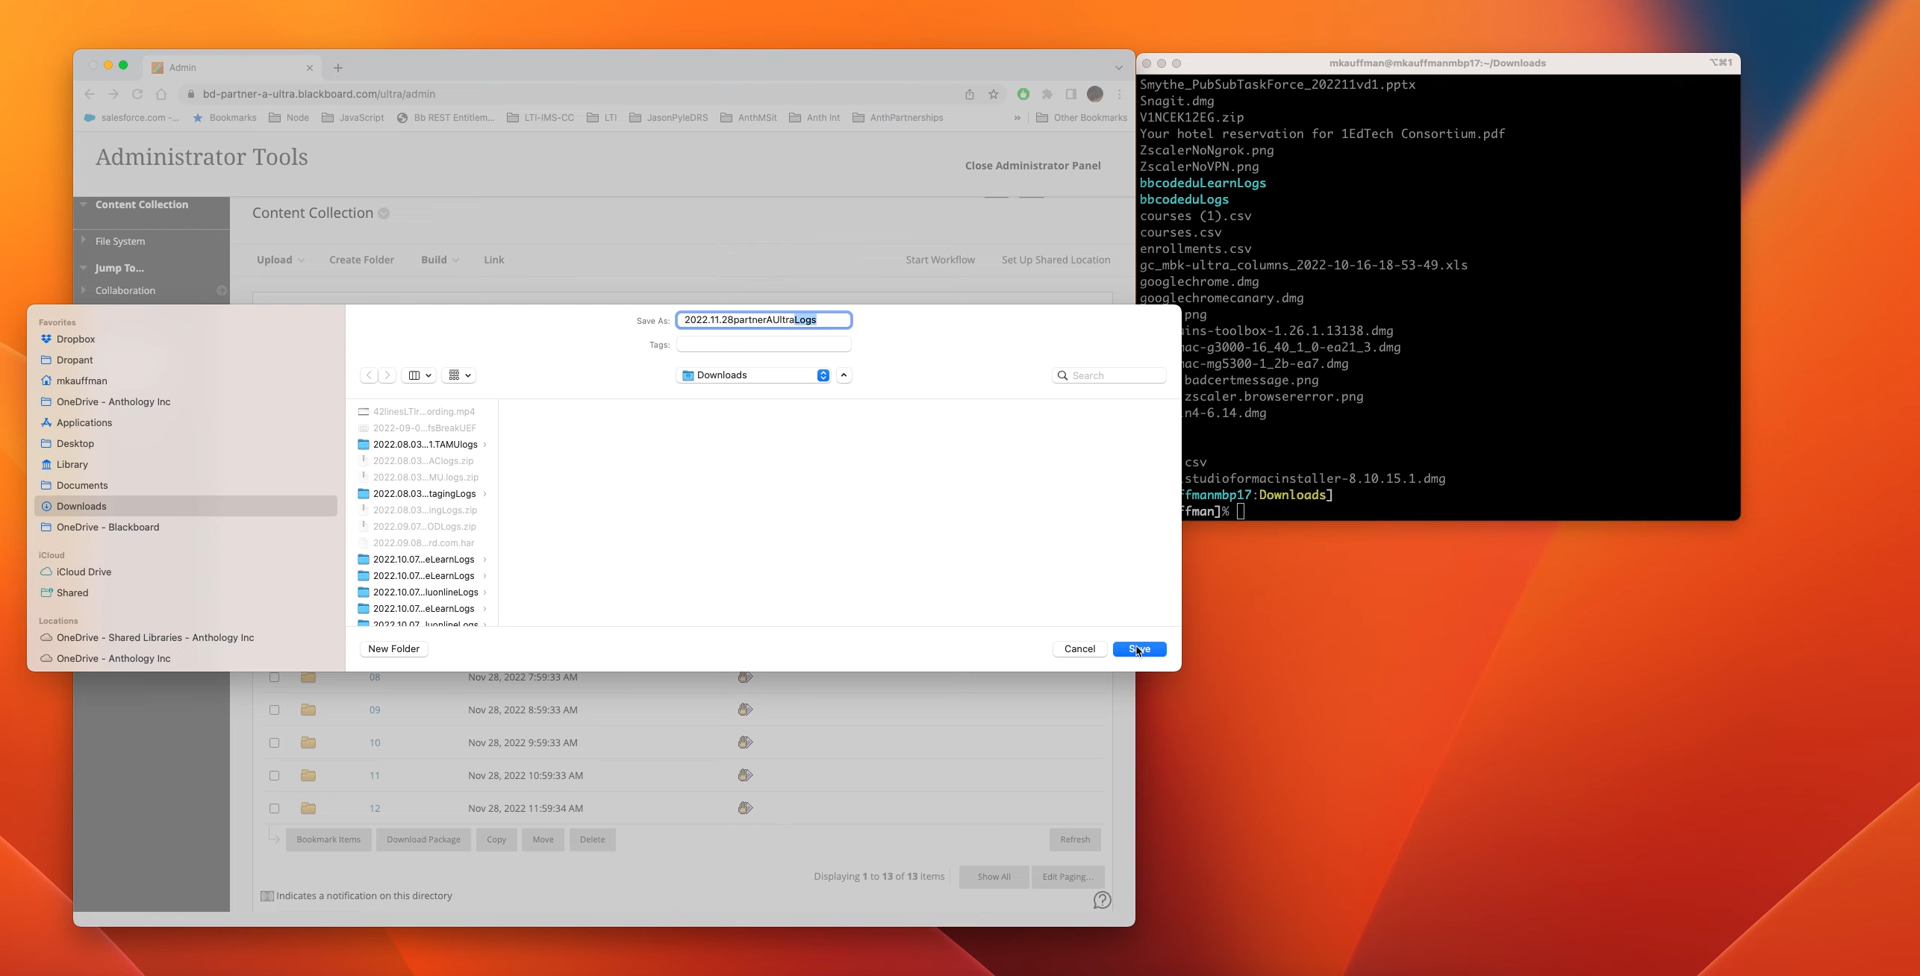 Admin
bd-partner-a-ultra.blackboard.com/ultra/admin
salesforce.com -...
Bookmarks
Node
JavaScript
Bb REST Entitlem...
LTI-IMS-CC
LTI
JasonPyleDRS
AnthMSit
Anth Int
AnthPartnerships
»
Other Bookmarks
Administrator Tools
Close Administrator Panel
Content Collection
File System
Jump To...
Collaboration
Content Collection
Upload
Create Folder
Build
Link
Start Workflow
Set Up Shared Location
Favorites
Dropbox
Dropant
mkauffman
OneDrive - Anthology Inc
Applications
Desktop
Library
Documents
Downloads
OneDrive - Blackboard
iCloud
iCloud Drive
Shared
Locations
OneDrive - Shared Libraries - Anthology Inc
OneDrive - Anthology Inc
Save As: 2022.11.28partnerAUltraLogs
Tags:
Downloads
Search
42linesLTIr...ording.mp4
2022-09-0...fsBreakUEF
2022.08.03...1.TAMUlogs
2022.08.03...AClogs.zip
2022.08.03...MU.logs.zip
2022.08.03...tagingLogs
2022.08.03...ingLogs.zip
2022.09.07...ODLogs.zip
2022.09.08...rd.com.har
2022.10.07...eLearnLogs
2022.10.07...eLearnLogs
2022.10.07...luonlineLogs
2022.10.07...eLearnLogs
2022.10.07...luonlineLogs
New Folder
Cancel
Save
08 Nov 28, 2022 7:59:33 AM
09 Nov 28, 2022 8:59:33 AM
10 Nov 28, 2022 9:59:33 AM
11 Nov 28, 2022 10:59:33 AM
12 Nov 28, 2022 11:59:34 AM
Bookmark Items
Download Package
Copy
Move
Delete
Refresh
Displaying 1 to 13 of 13 items
Show All
Edit Paging...
Indicates a notification on this directory
mkauffman@mkauffmanmbp17:~/Downloads
⌥⌘1
Smythe_PubSubTaskForce_202211vd1.pptx
Snagit.dmg
V1NCEK12EG.zip
Your hotel reservation for 1EdTech Consortium.pdf
ZscalerNoNgrok.png
ZscalerNoVPN.png
bbcodeduLearnLogs
bbcodeduLogs
courses (1).csv
courses.csv
enrollments.csv
gc_mbk-ultra_columns_2022-10-16-18-53-49.xls
googlechrome.dmg
googlechromecanary.dmg
png
ins-toolbox-1.26.1.13138.dmg
ac-g3000-16_40_1_0-ea21_3.dmg
ac-mg5300-1_2b-ea7.dmg
badcertmessage.png
zscaler.browsererror.png
n4-6.14.dmg
csv
studioformacinstaller-8.10.15.1.dmg
ffmanmbp17:Downloads]
ffman]%